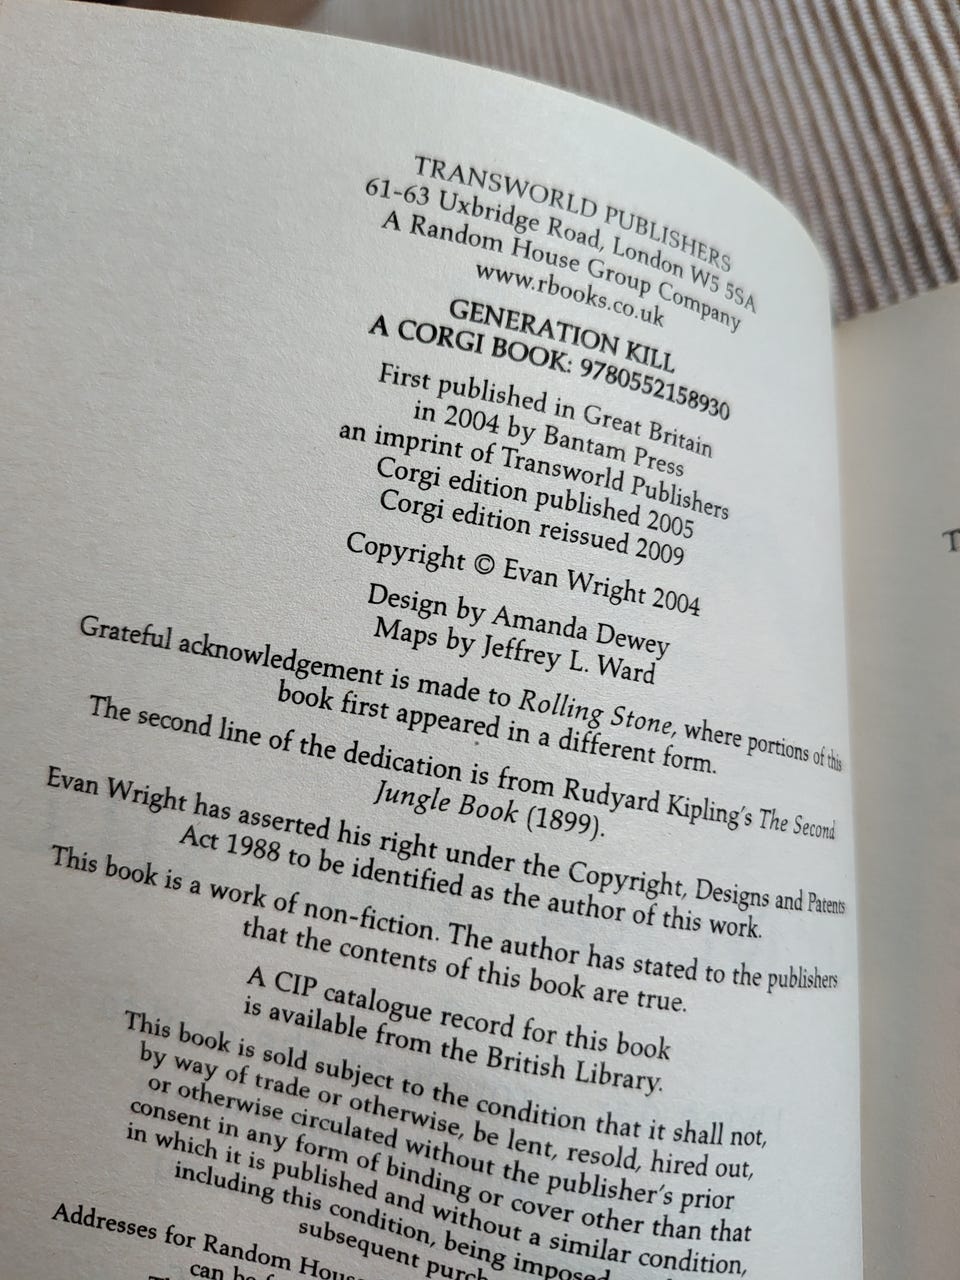 TRANSWORLD PUBLISHERS
61-63 Uxbridge Road, London W5 5SA
A Random House Group Company
www.rbooks.co.uk
GENERATION KILL
A CORGI BOOK: 9780552158930
First published in Great Britain
in 2004 by Bantam Press
an imprint of Transworld Publishers
Corgi edition published 2005
Corgi edition reissued 2009
Copyright © Evan Wright 2004
Design by Amanda Dewey
Maps by Jeffrey L. Ward
Grateful acknowledgement is made to Rolling Stone, where portions of this
book first appeared in a different form.
The second line of the dedication is from Rudyard Kipling's The Second
Jungle Book (1899).
Evan Wright has asserted his right under the Copyright, Designs and Patents
Act 1988 to be identified as the author of this work.
This book is a work of non-fiction. The author has stated to the publishers
that the contents of this book are true.
A CIP catalogue record for this book
is available from the British Library.
This book is sold subject to the condition that it shall not,
by way of trade or otherwise, be lent, resold, hired out,
or otherwise circulated without the publisher's prior
consent in any form of binding or cover other than that
in which it is published and without a similar condition,
including this condition, being imposed
subsequent
Addresses for Random
can be